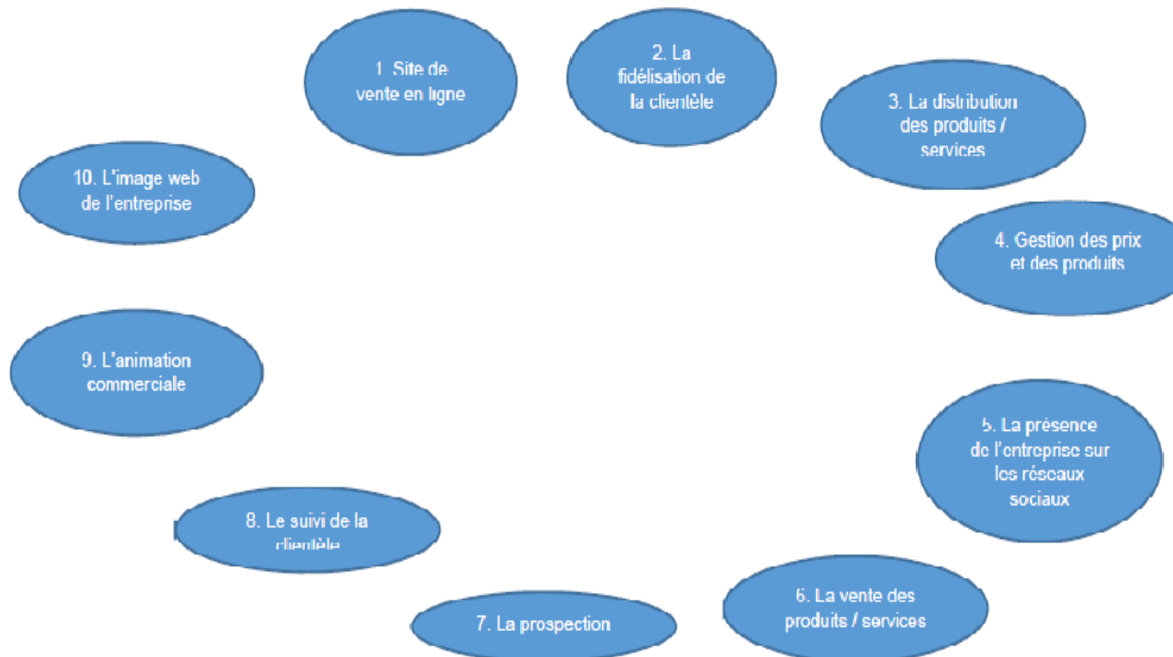 1. Site de
vente en ligne
2. La
fidélisation de
la clientèle
3. La distribution
des produits /
services
4. Gestion des prix
et des produits
5. La présence
de l'entreprise sur
les réseaux
sociaux
6. La vente des
produits / services
7. La prospection
8. Le suivi de la
clientèle
9. L'animation
commerciale
10. L'image web
de l'entreprise